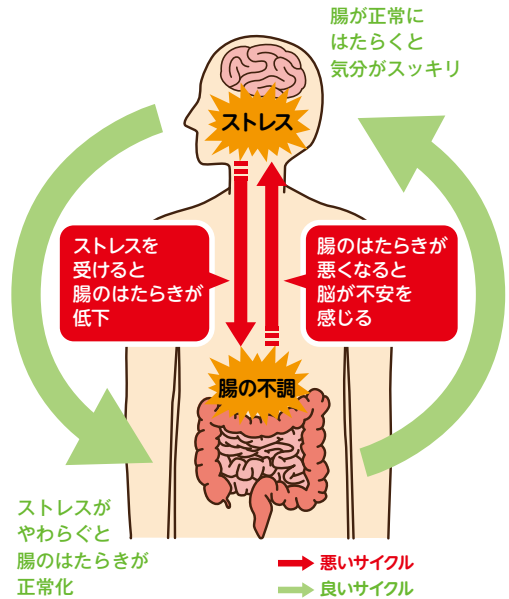 腸が正常に
はたらくと
気分がスッキリ
ストレス
ストレスを
受けると
腸のはたらきが
低下
腸のはたらきが
悪くなると
脳が不安を
感じる
腸の不調
ストレスが
やわらぐと
腸のはたらきが
正常化
悪いサイクル
良いサイクル